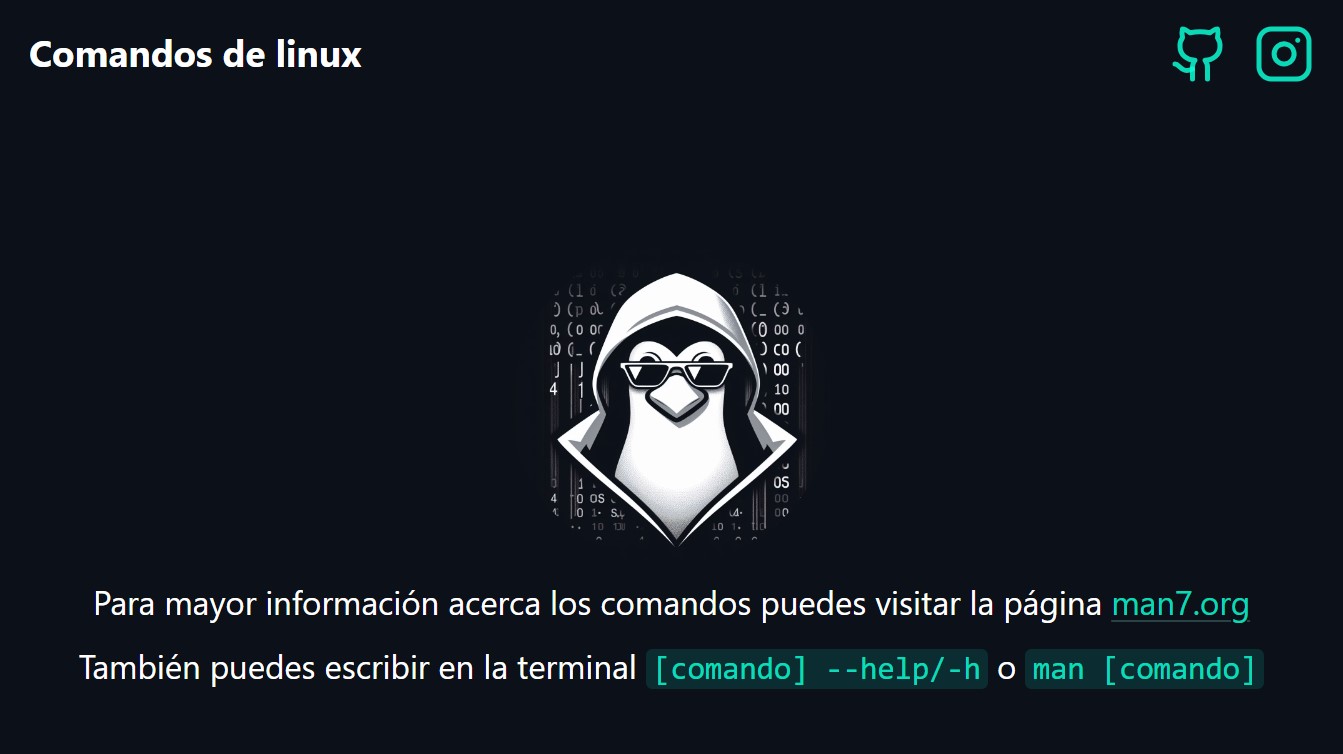 Comandos de linux
Para mayor información acerca los comandos puedes visitar la página man7.org
También puedes escribir en la terminal [comando] --help/-h o man [comando]